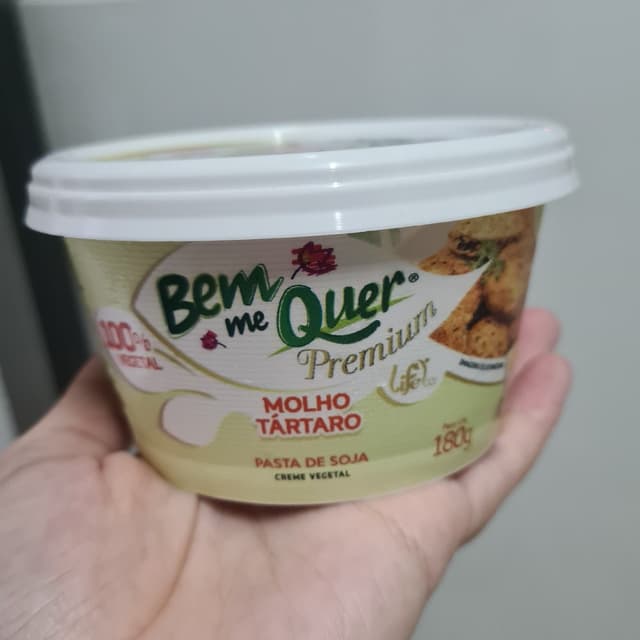 Bem
me
Quer®
Premium
100%
VEGETAL
Life
MOLHO
TÁRTARO
PASTA DE SOJA
CREME VEGETAL
180g